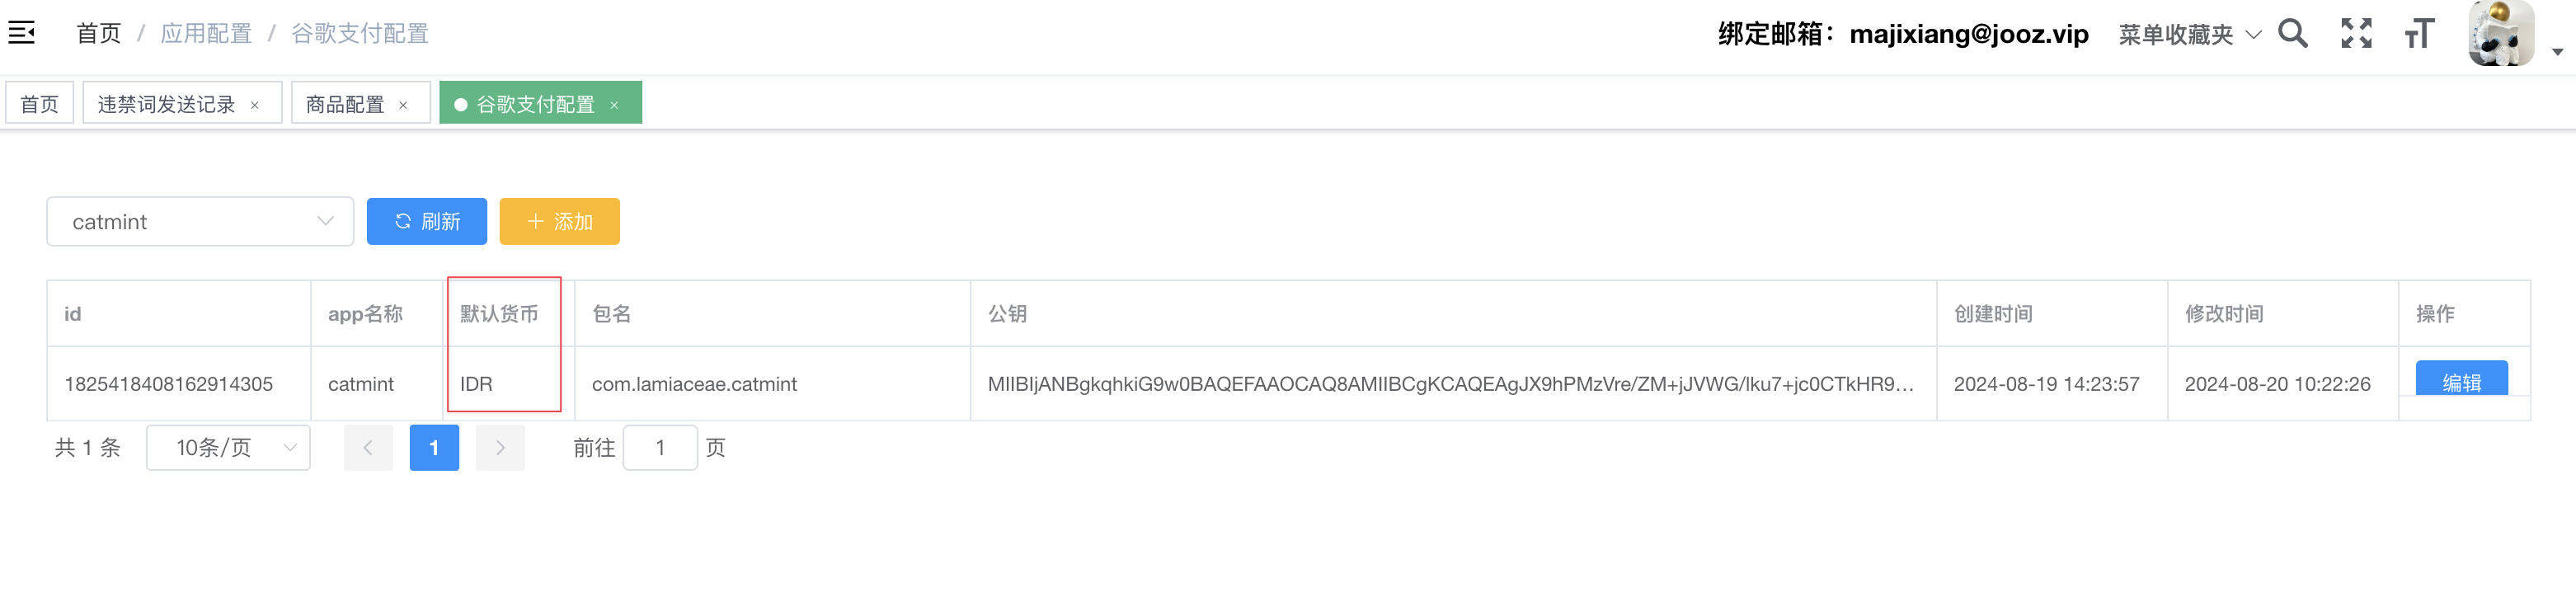 首页 / 应用配置 / 谷歌支付配置
绑定邮箱：majixiang@jooz.vip 菜单收藏夹
首页 违禁词发送记录 × 商品配置 × 谷歌支付配置 ×
catmint 刷新 + 添加
id app名称 默认货币 包名 公钥 创建时间 修改时间 操作
1825418408162914305 catmint IDR com.lamiaceae.catmint MIIBIjANBgkqhkiG9w0BAQEFAAOCAQ8AMIIBCgKCAQEAgJX9hPMzVre/ZM+jJVWG/lku7+jc0CTkHR9... 2024-08-19 14:23:57 2024-08-20 10:22:26 编辑
共 1 条 10条/页 1 前往 1 页